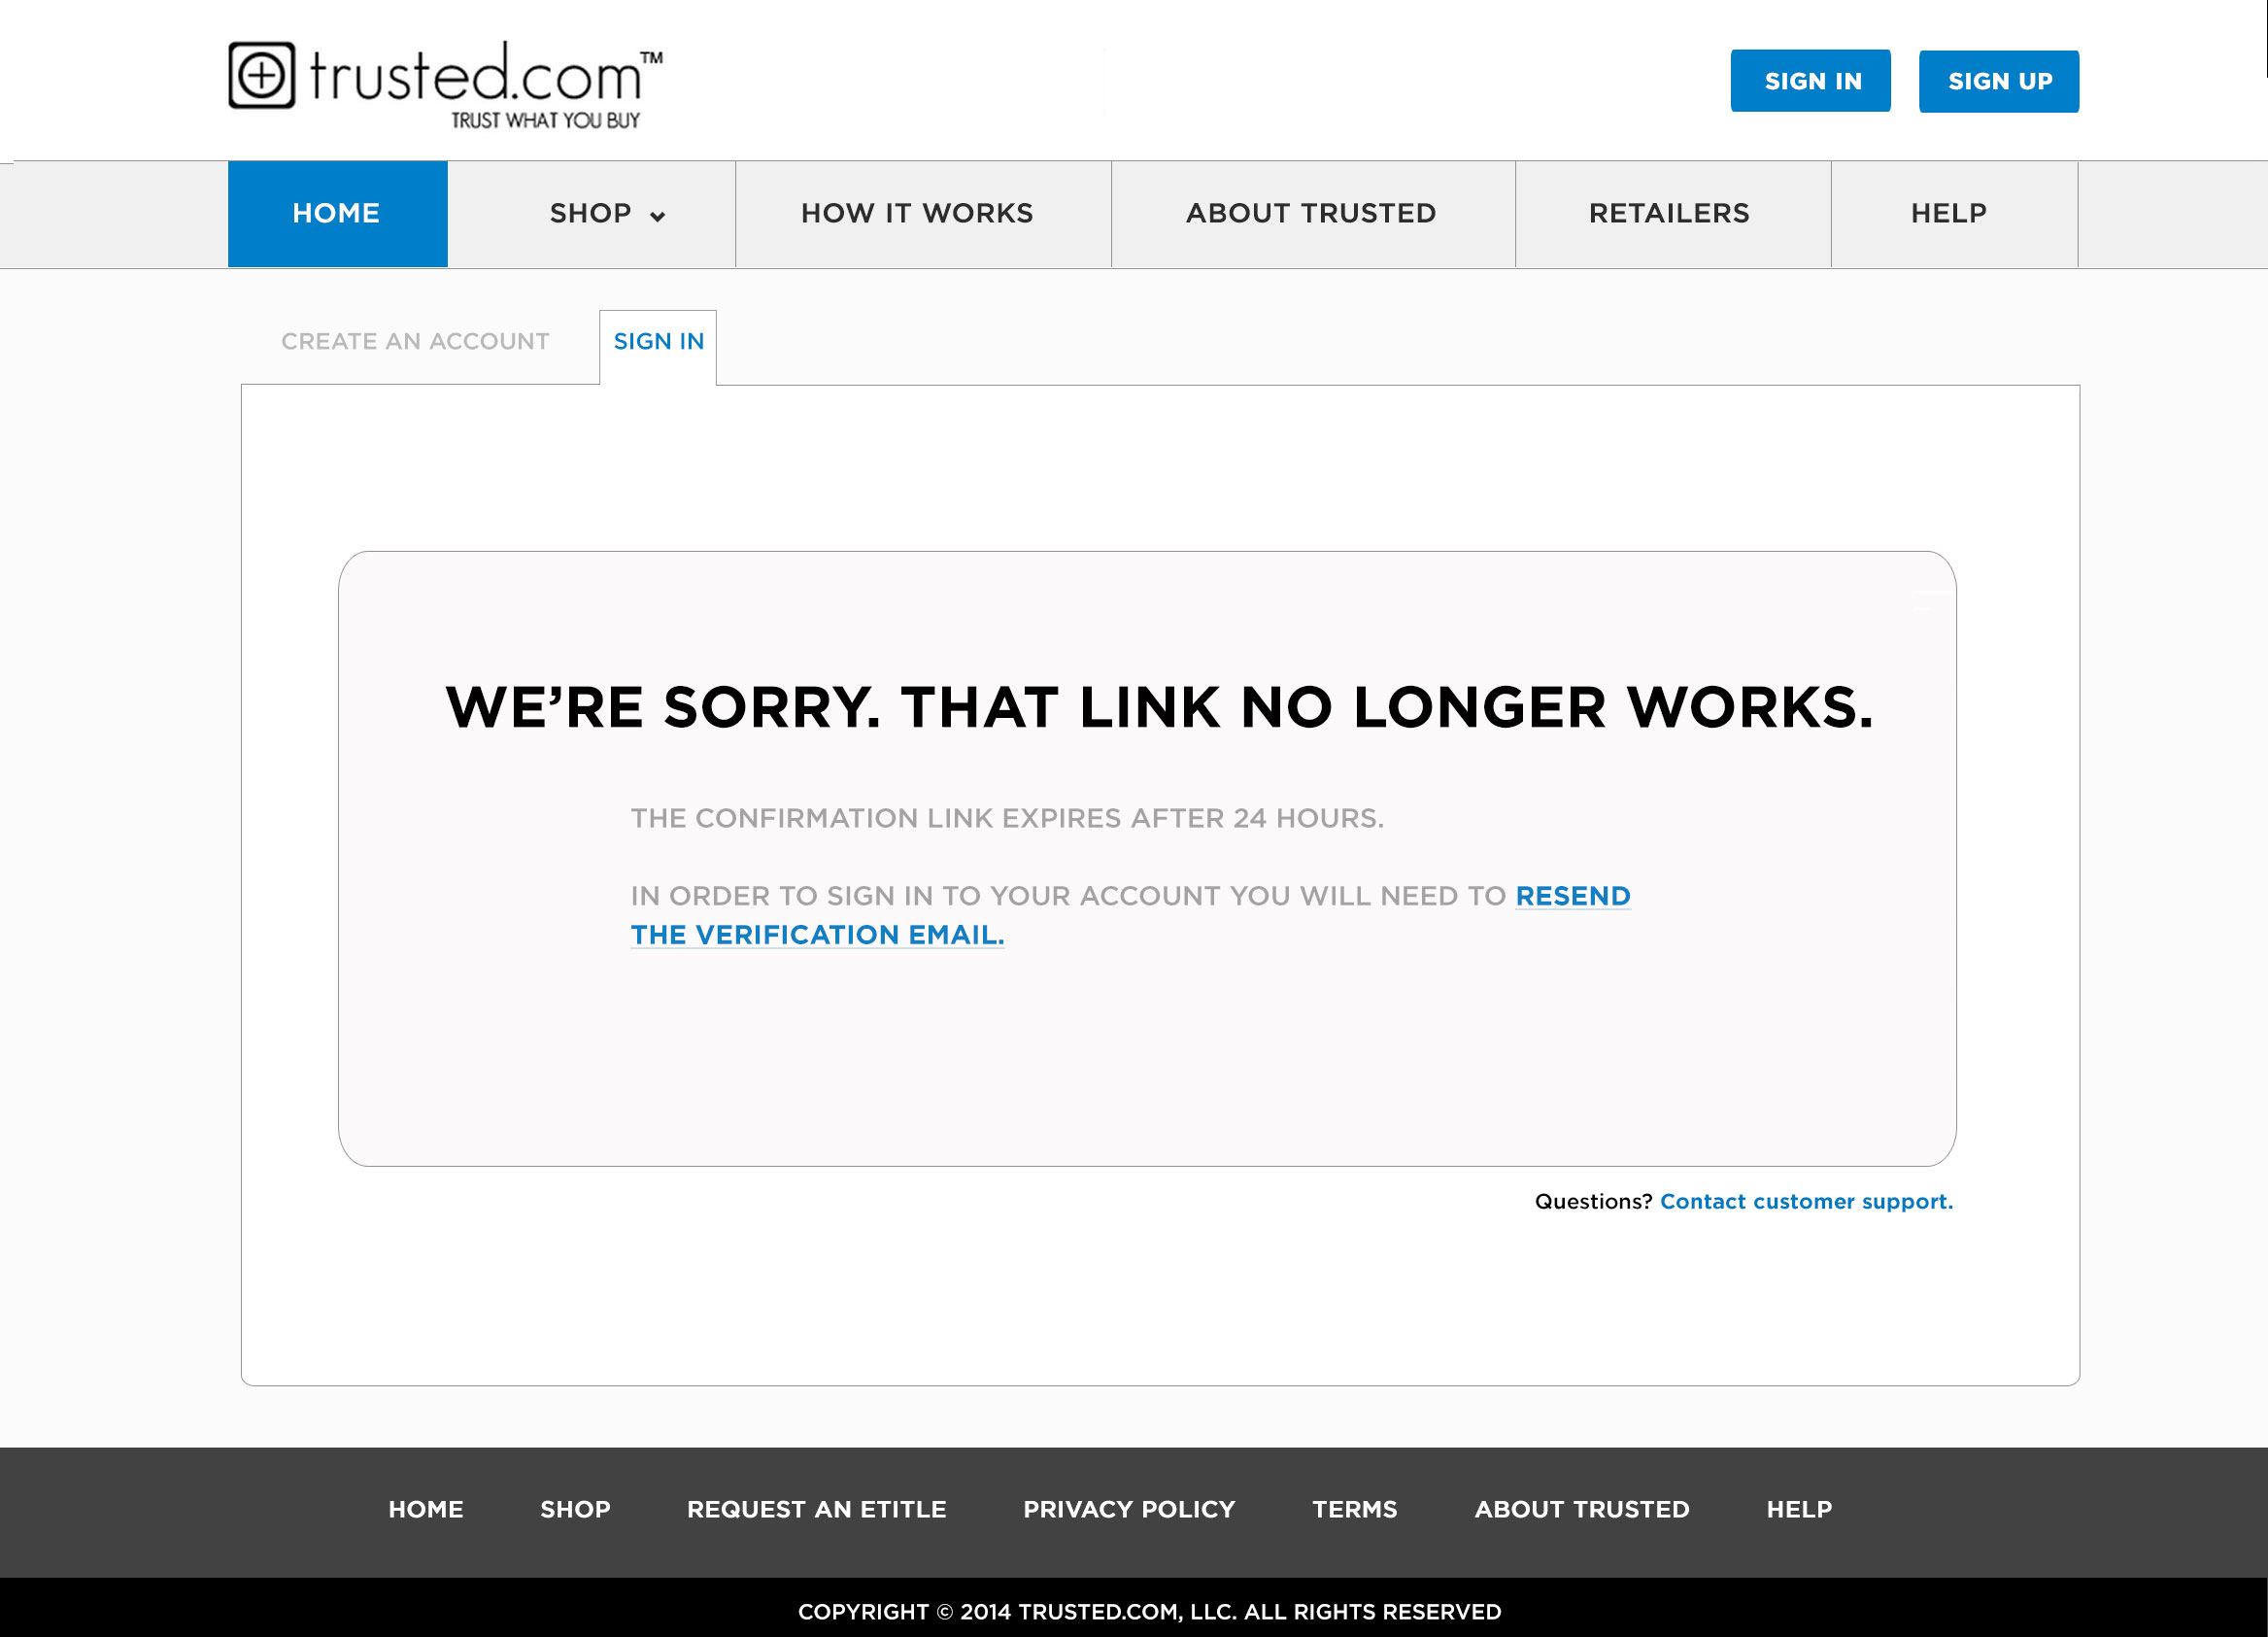 trusted.com™
TRUST WHAT YOU BUY
SIGN IN
SIGN UP
HOME
SHOP
HOW IT WORKS
ABOUT TRUSTED
RETAILERS
HELP
CREATE AN ACCOUNT
SIGN IN
WE’RE SORRY. THAT LINK NO LONGER WORKS.
THE CONFIRMATION LINK EXPIRES AFTER 24 HOURS.
IN ORDER TO SIGN IN TO YOUR ACCOUNT YOU WILL NEED TO RESEND
THE VERIFICATION EMAIL.
Questions? Contact customer support.
HOME
SHOP
REQUEST AN ETITLE
PRIVACY POLICY
TERMS
ABOUT TRUSTED
HELP
COPYRIGHT © 2014 TRUSTED.COM, LLC. ALL RIGHTS RESERVED